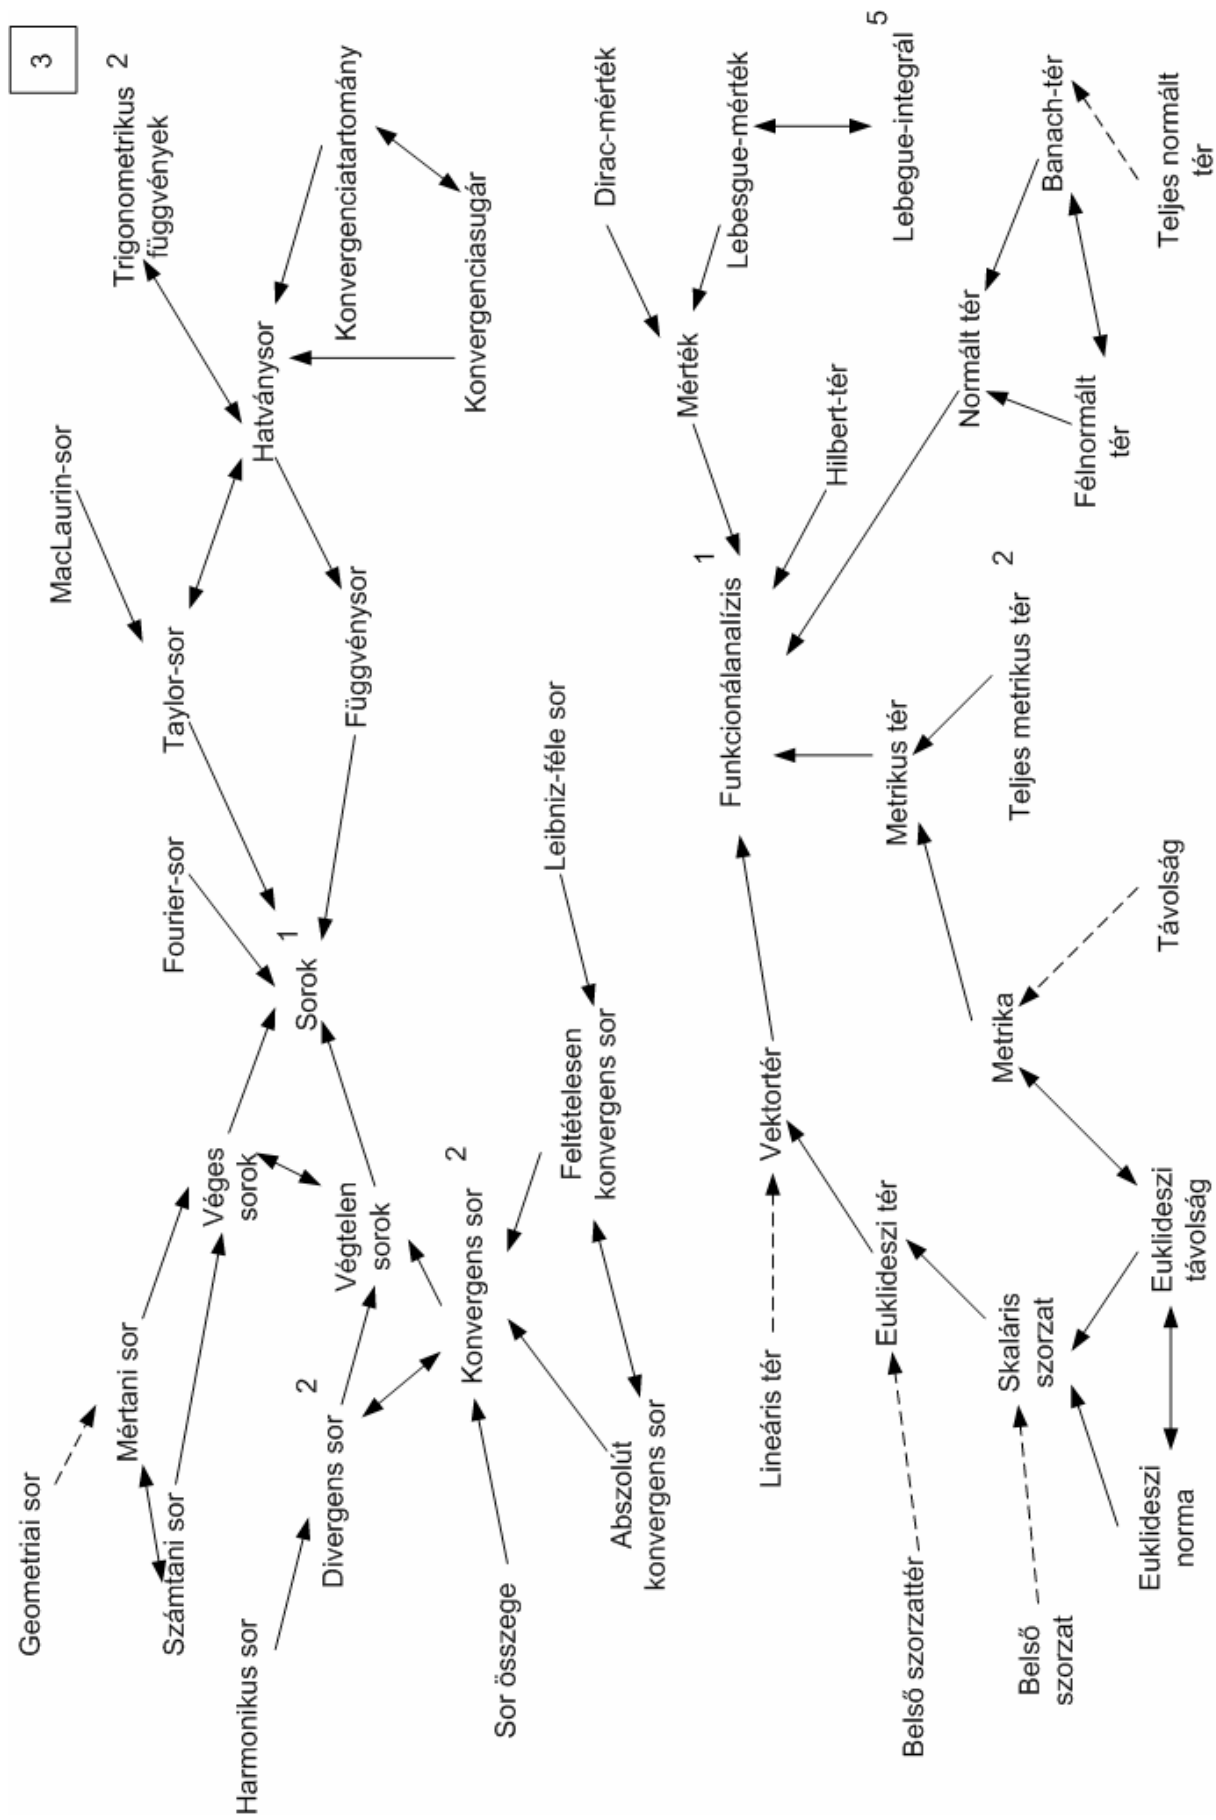 3
Geometriai sor
Mértani sor
Számtani sor
Harmonikus sor
Véges
sorok
Végtelen
sorok
Divergens sor
2
Konvergens sor
2
Sor összege
Abszolút
konvergens sor
Feltételesen
konvergens sor
Leibniz-féle sor
Sorok
1
Fourier-sor
Taylor-sor
MacLaurin-sor
Függvénysor
Hatványsor
Trigonometrikus
függvények
2
Konvergenciatartomány
Konvergenciasugár
Dirac-mérték
Lebesgue-mérték
Lebegue-integrál
5
Mérték
Hilbert-tér
Funkcionálanalízis
1
Normált tér
Banach-tér
Teljes normált
tér
Félnormált
tér
Metrikus tér
Teljes metrikus tér
2
Metrika
Távolság
Vektortér
Lineáris tér
Euklideszi tér
Belső szorzattér
Skaláris
szorzat
Belső
szorzat
Euklideszi
távolság
Euklideszi
norma